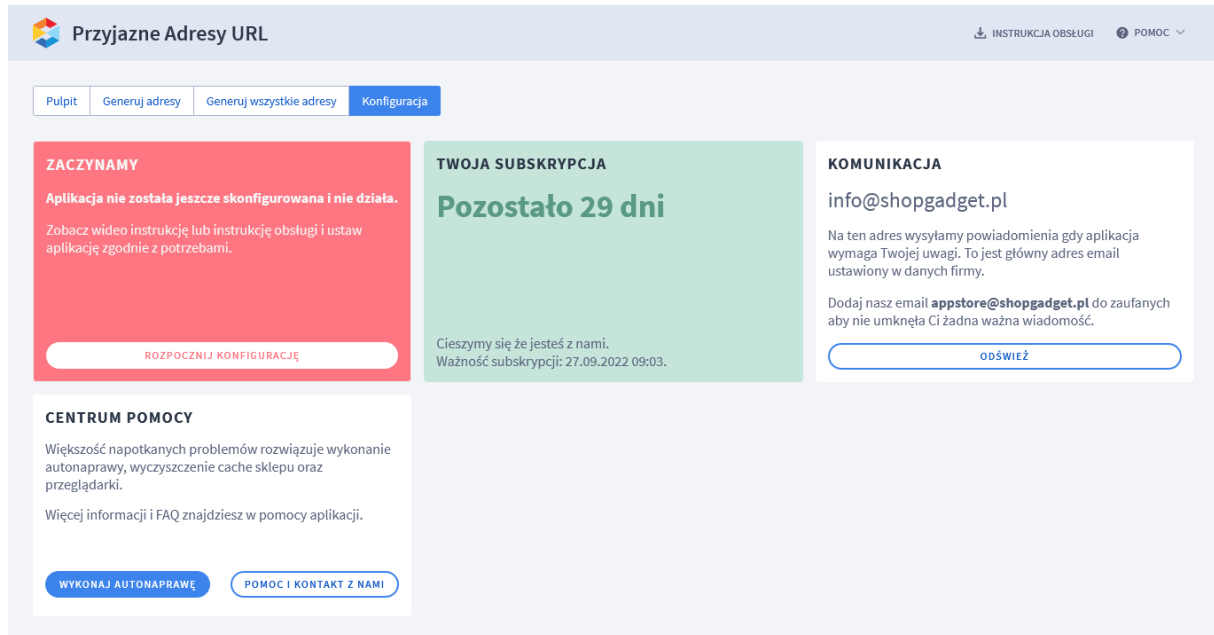 Przyjazne Adresy URL
INSTRUKCJA OBSŁUGI
POMOC
Pulpit
Generuj adresy
Generuj wszystkie adresy
Konfiguracja
ZACZYNAMY
Aplikacja nie została jeszcze skonfigurowana i nie działa.
Zobacz wideo instrukcję lub instrukcję obsługi i ustaw
aplikację zgodnie z potrzebami.
ROZPOCZNIJ KONFIGURACJĘ
TWOJA SUBSKRYPCJA
Pozostało 29 dni
Cieszymy się że jesteś z nami.
Ważność subskrypcji: 27.09.2022 09:03.
KOMUNIKACJA
info@shopgadget.pl
Na ten adres wysyłamy powiadomienia gdy aplikacja
wymaga Twojej uwagi. To jest główny adres email
ustawiony w danych firmy.
Dodaj nasz email appstore@shopgadget.pl do zaufanych
aby nie umknęła Ci żadna ważna wiadomość.
ODŚWIEŻ
CENTRUM POMOCY
Większość napotkanych problemów rozwiązuje wykonanie
autonaprawy, wyczyszczenie cache sklepu oraz
przeglądarki.
Więcej informacji i FAQ znajdziesz w pomocy aplikacji.
WYKONAJ AUTONAPRAWĘ
POMOC I KONTAKT Z NAMI